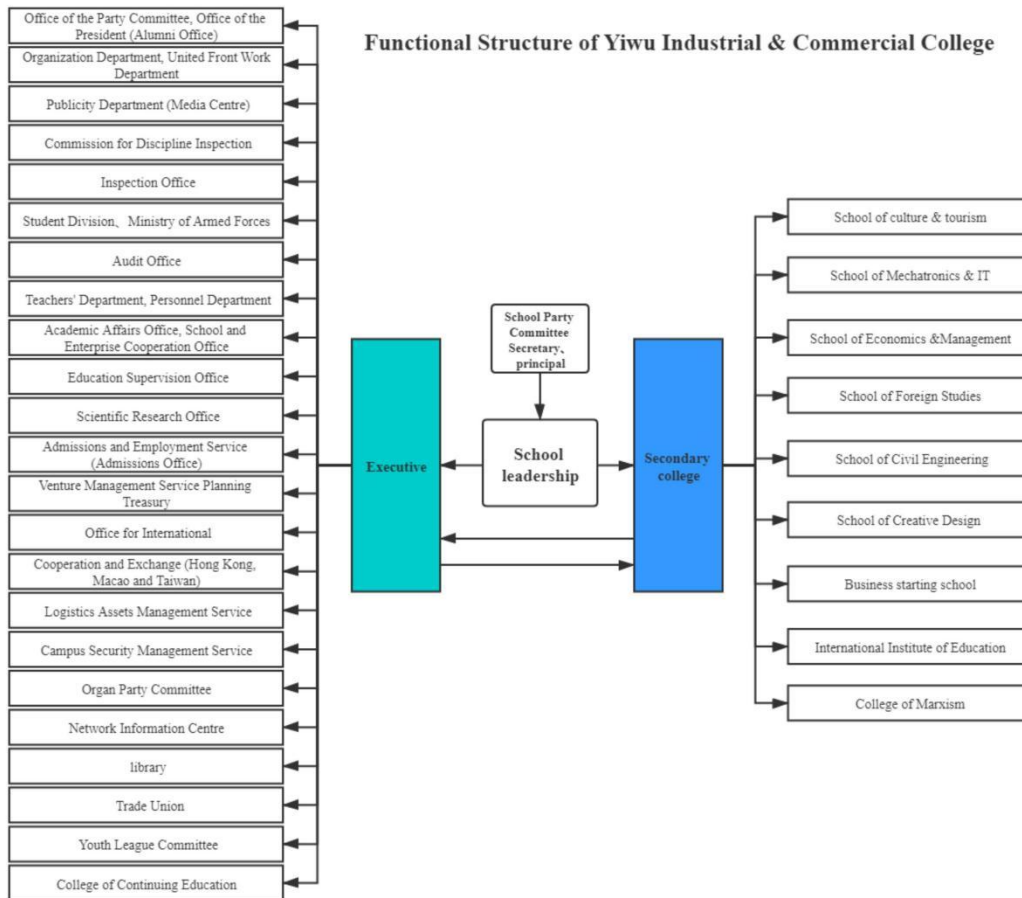 Functional Structure of Yiwu Industrial & Commercial College
Office of the Party Committee, Office of the
President (Alumni Office)
Organization Department, United Front Work
Department
Publicity Department (Media Centre)
Commission for Discipline Inspection
Inspection Office
Student Division、Ministry of Armed Forces
Audit Office
Teachers' Department, Personnel Department
Academic Affairs Office, School and
Enterprise Cooperation Office
Education Supervision Office
Scientific Research Office
Admissions and Employment Service
(Admissions Office)
Venture Management Service Planning
Treasury
Office for International
Cooperation and Exchange (Hong Kong,
Macao and Taiwan)
Logistics Assets Management Service
Campus Security Management Service
Organ Party Committee
Network Information Centre
library
Trade Union
Youth League Committee
College of Continuing Education
Executive
School Party
Committee
Secretary、
principal
School
leadership
Secondary
college
School of culture & tourism
School of Mechatronics & IT
School of Economics &Management
School of Foreign Studies
School of Civil Engineering
School of Creative Design
Business starting school
International Institute of Education
College of Marxism